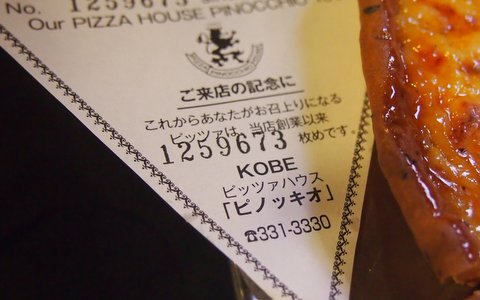 No. 1259673
Our PIZZA HOUSE PINOCCHIO
ご来店の記念に
これからあなたがお召上りになる
ピッツァは、当店創業以来
1259673 枚めです。
KOBE
ピッツァハウス
「ピノッキオ」
☎331-3330